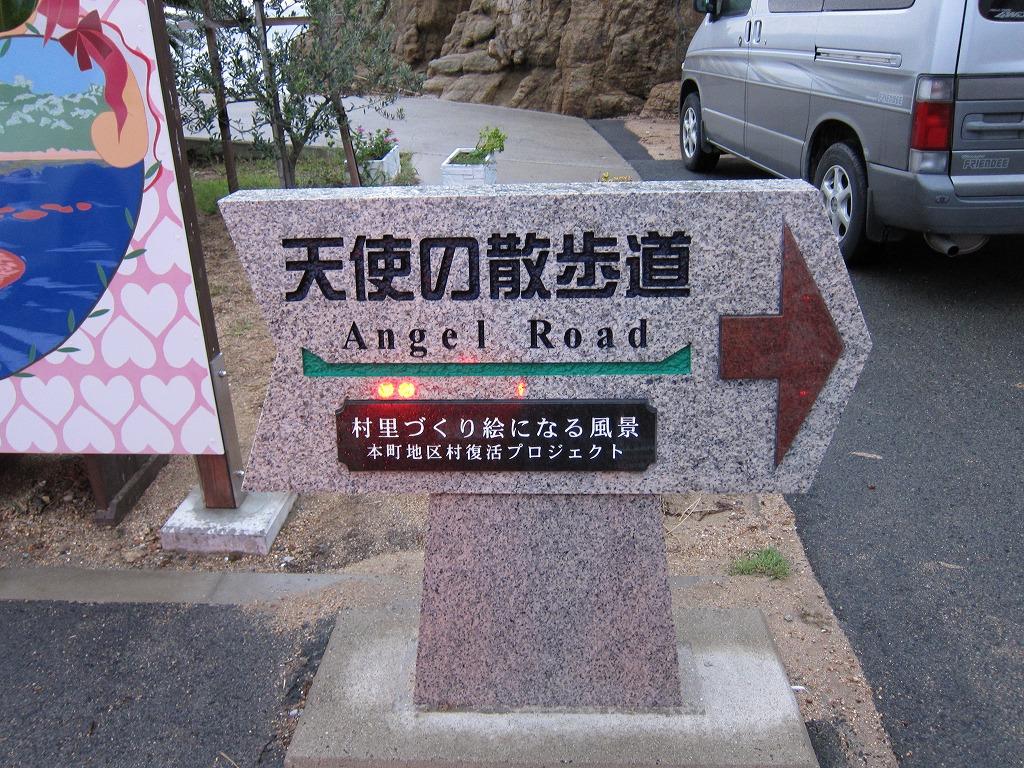 天使の散歩道
Angel Road
村里づくり絵になる風景
本町地区村復活プロジェクト
FRIENDEE